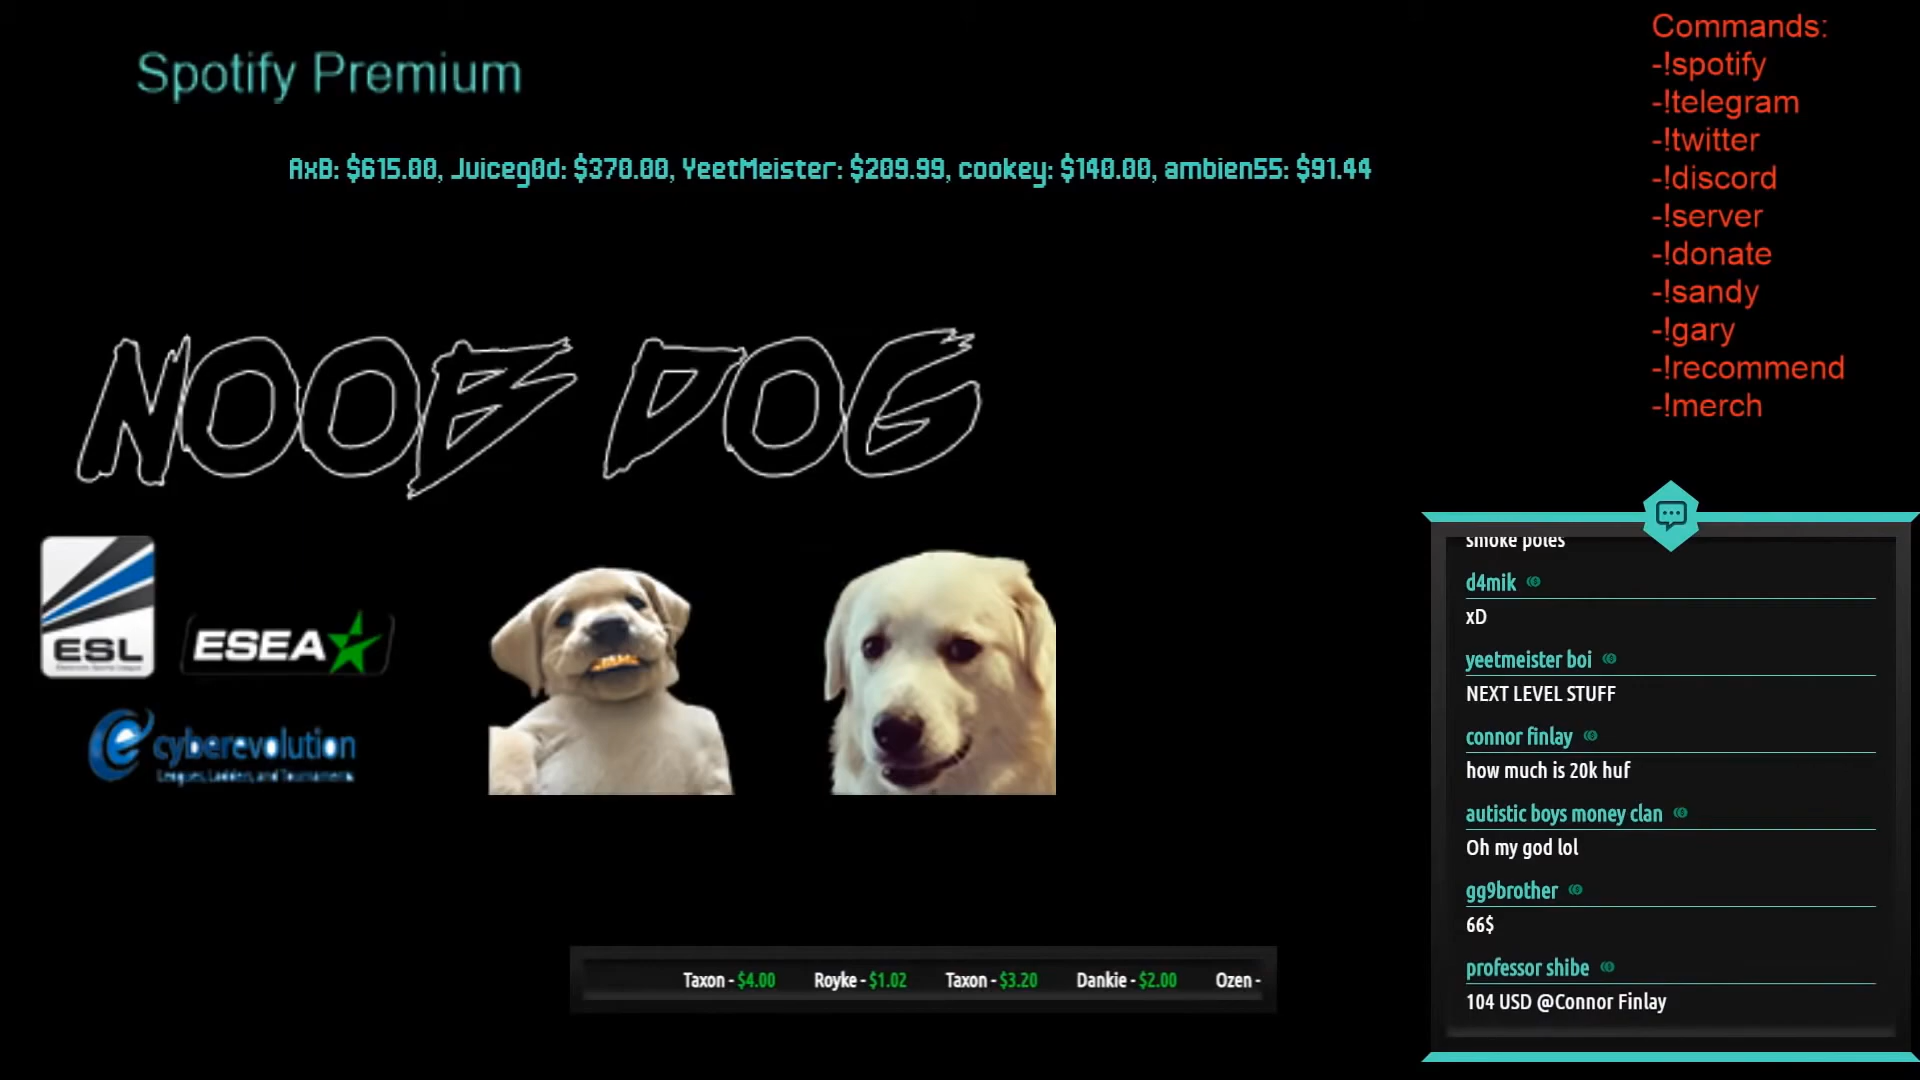 Spotify Premium
AxB: $615.00, Juiceg0d: $370.00, YeetMeister: $209.99, cookey: $140.00, ambien55: $91.44
NOOB DOG
ESL
ESEA
cyberevolution
Leagues, Ladders, and Tournaments
Taxon - $4.00 Royke - $1.02 Taxon - $3.20 Dankie - $2.00 Ozen -
Commands:
-!spotify
-!telegram
-!twitter
-!discord
-!server
-!donate
-!sandy
-!gary
-!recommend
-!merch
smoke poles
d4mik
xD
yeetmeister boi
NEXT LEVEL STUFF
connor finlay
how much is 20k huf
autistic boys money clan
Oh my god lol
gg9brother
66$
professor shibe
104 USD @Connor Finlay